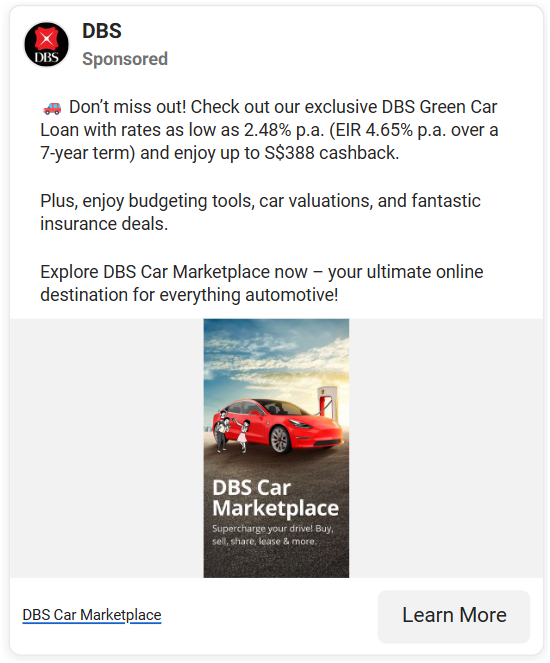 DBS
DBS
Sponsored
🚗 Don’t miss out! Check out our exclusive DBS Green Car
Loan with rates as low as 2.48% p.a. (EIR 4.65% p.a. over a
7-year term) and enjoy up to S$388 cashback.
Plus, enjoy budgeting tools, car valuations, and fantastic
insurance deals.
Explore DBS Car Marketplace now – your ultimate online
destination for everything automotive!
DBS Car
Marketplace
Supercharge your drive! Buy,
sell, share, lease & more.
DBS Car Marketplace
Learn More